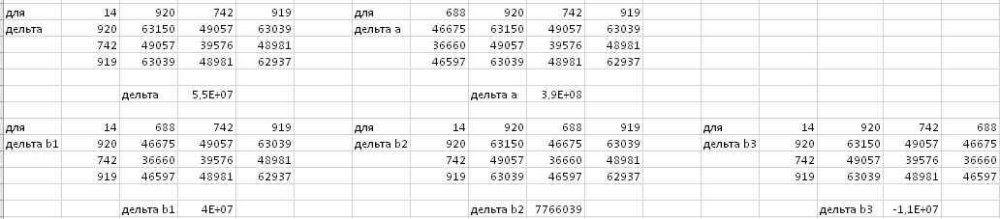 для 14 920 742 919 для 688 920 742 919
дельта 920 63150 49057 63039 дельта a 46675 63150 49057 63039
742 49057 39576 48981 36660 49057 39576 48981
919 63039 48981 62937 46597 63039 48981 62937
дельта 5,5E+07 дельта a 3,9E+08
для 14 688 742 919 для 14 920 688 919 для 14 920 742 688
дельта b1 920 46675 49057 63039 дельта b2 920 63150 46675 63039 дельта b3 920 63150 49057 46675
742 36660 39576 48981 742 49057 36660 48981 742 49057 39576 36660
919 46597 48981 62937 919 63039 46597 62937 919 63039 48981 46597
дельта b1 4E+07 дельта b2 7766039 дельта b3 -1,1E+07